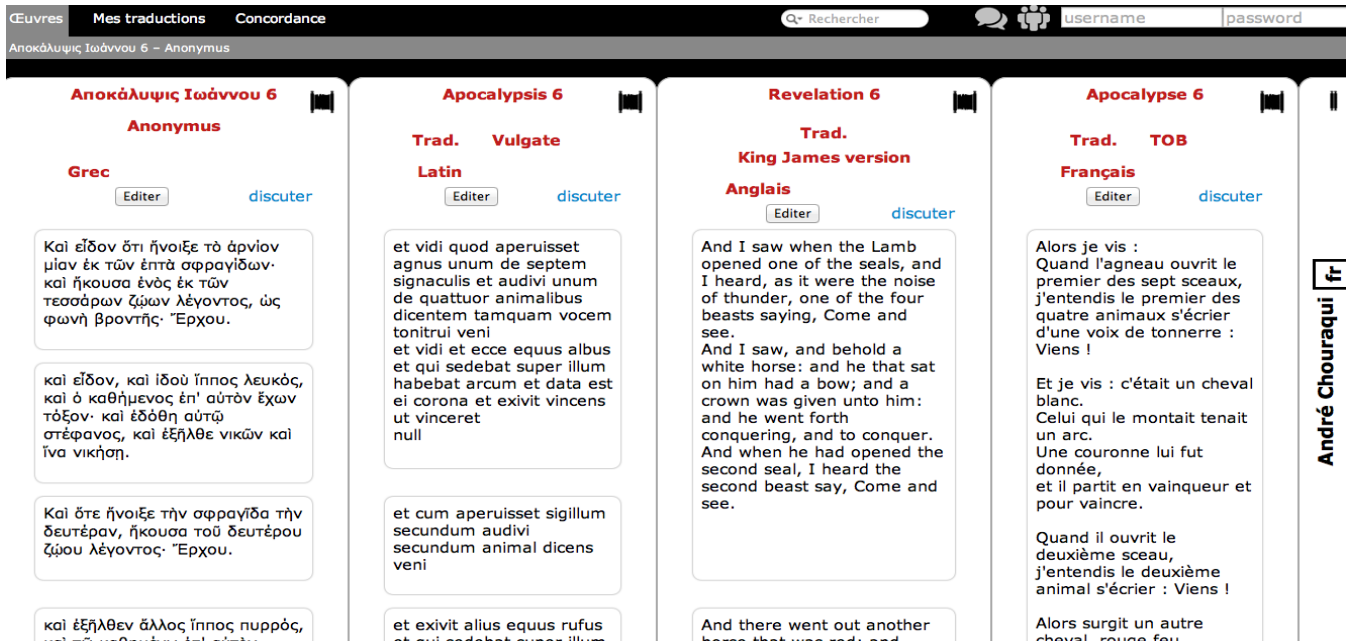 Œuvres Mes traductions Concordance Rechercher username password
Αποκάλυψις Ιωάννου 6 – Anonymus
Αποκάλυψις Ιωάννου 6
Anonymus
Grec
Editer discuter
Καὶ εἶδον ὅτι ἤνοιξε τὸ ἀρνίον
μίαν ἐκ τῶν ἑπτὰ σφραγίδων·
καὶ ἤκουσα ἑνὸς ἐκ τῶν
τεσσάρων ζῴων λέγοντος, ὡς
φωνὴ βροντῆς· Ἔρχου.
καὶ εἶδον, καὶ ἰδοὺ ἵππος λευκός,
καὶ ὁ καθήμενος ἐπ' αὐτὸν ἔχων
τόξον· καὶ ἐδόθη αὐτῷ
στέφανος, καὶ ἐξῆλθε νικῶν καὶ
ἵνα νικήσῃ.
Καὶ ὅτε ἤνοιξε τὴν σφραγῖδα τὴν
δευτέραν, ἤκουσα τοῦ δευτέρου
ζῴου λέγοντος· Ἔρχου.
καὶ ἐξῆλθεν ἄλλος ἵππος πυρρός,
Apocalypsis 6
Trad. Vulgate
Latin
Editer discuter
et vidi quod aperuisset
agnus unum de septem
signaculis et audivi unum
de quattuor animalibus
dicentem tamquam vocem
tonitrui veni
et vidi et ecce equus albus
et qui sedebat super illum
habebat arcum et data est
ei corona et exivit vincens
ut vinceret
null
et cum aperuisset sigillum
secundum audivi
secundum animal dicens
veni
et exivit alius equus rufus
et qui sedebat super illum
Revelation 6
Trad.
King James version
Anglais
Editer discuter
And I saw when the Lamb
opened one of the seals, and
I heard, as it were the noise
of thunder, one of the four
beasts saying, Come and
see.
And I saw, and behold a
white horse: and he that sat
on him had a bow; and a
crown was given unto him:
and he went forth
conquering, and to conquer.
And when he had opened the
second seal, I heard the
second beast say, Come and
see.
And there went out another
horse that was red: and
Apocalypse 6
Trad. TOB
Français
Editer discuter
Alors je vis :
Quand l'agneau ouvrit le
premier des sept sceaux,
j'entendis le premier des
quatre animaux s'écrier
d'une voix de tonnerre :
Viens !
Et je vis : c'était un cheval
blanc.
Celui qui le montait tenait
un arc.
Une couronne lui fut
donnée,
et il partit en vainqueur et
pour vaincre.
Quand il ouvrit le
deuxième sceau,
j'entendis le deuxième
animal s'écrier : Viens !
Alors surgit un autre
cheval, rouge feu.
André Chouraqui fr